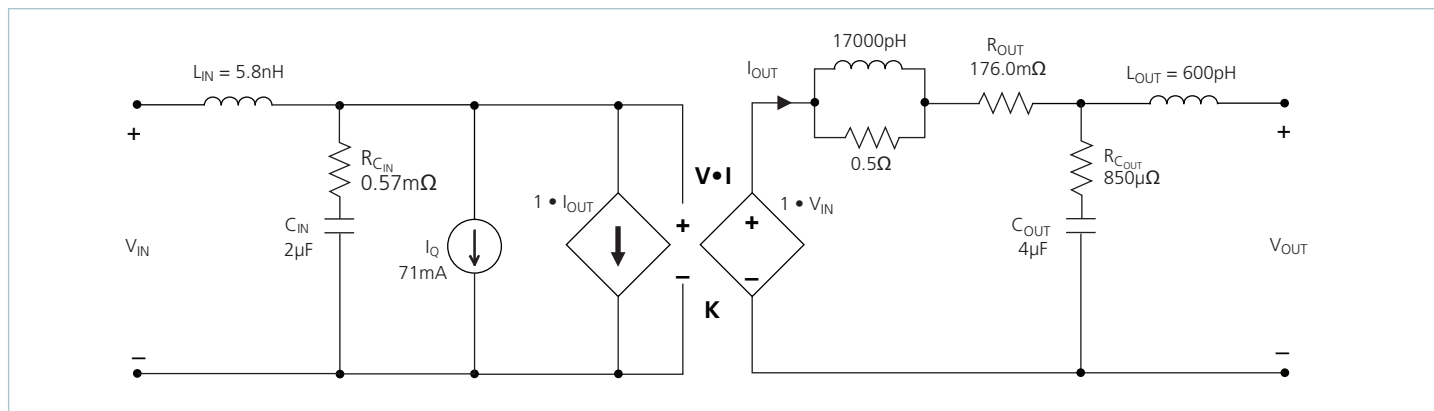 17000pH
R_OUT
176.0mΩ
L_IN = 5.8nH
I_OUT
L_OUT = 600pH
+
+
R_C_IN
0.57mΩ
0.5Ω
R_C_OUT
850µΩ
V•I
1 • I_OUT
1 • V_IN
C_IN
2µF
+
+
V_IN
I_Q
71mA
C_OUT
4µF
V_OUT
–
–
K
–
–